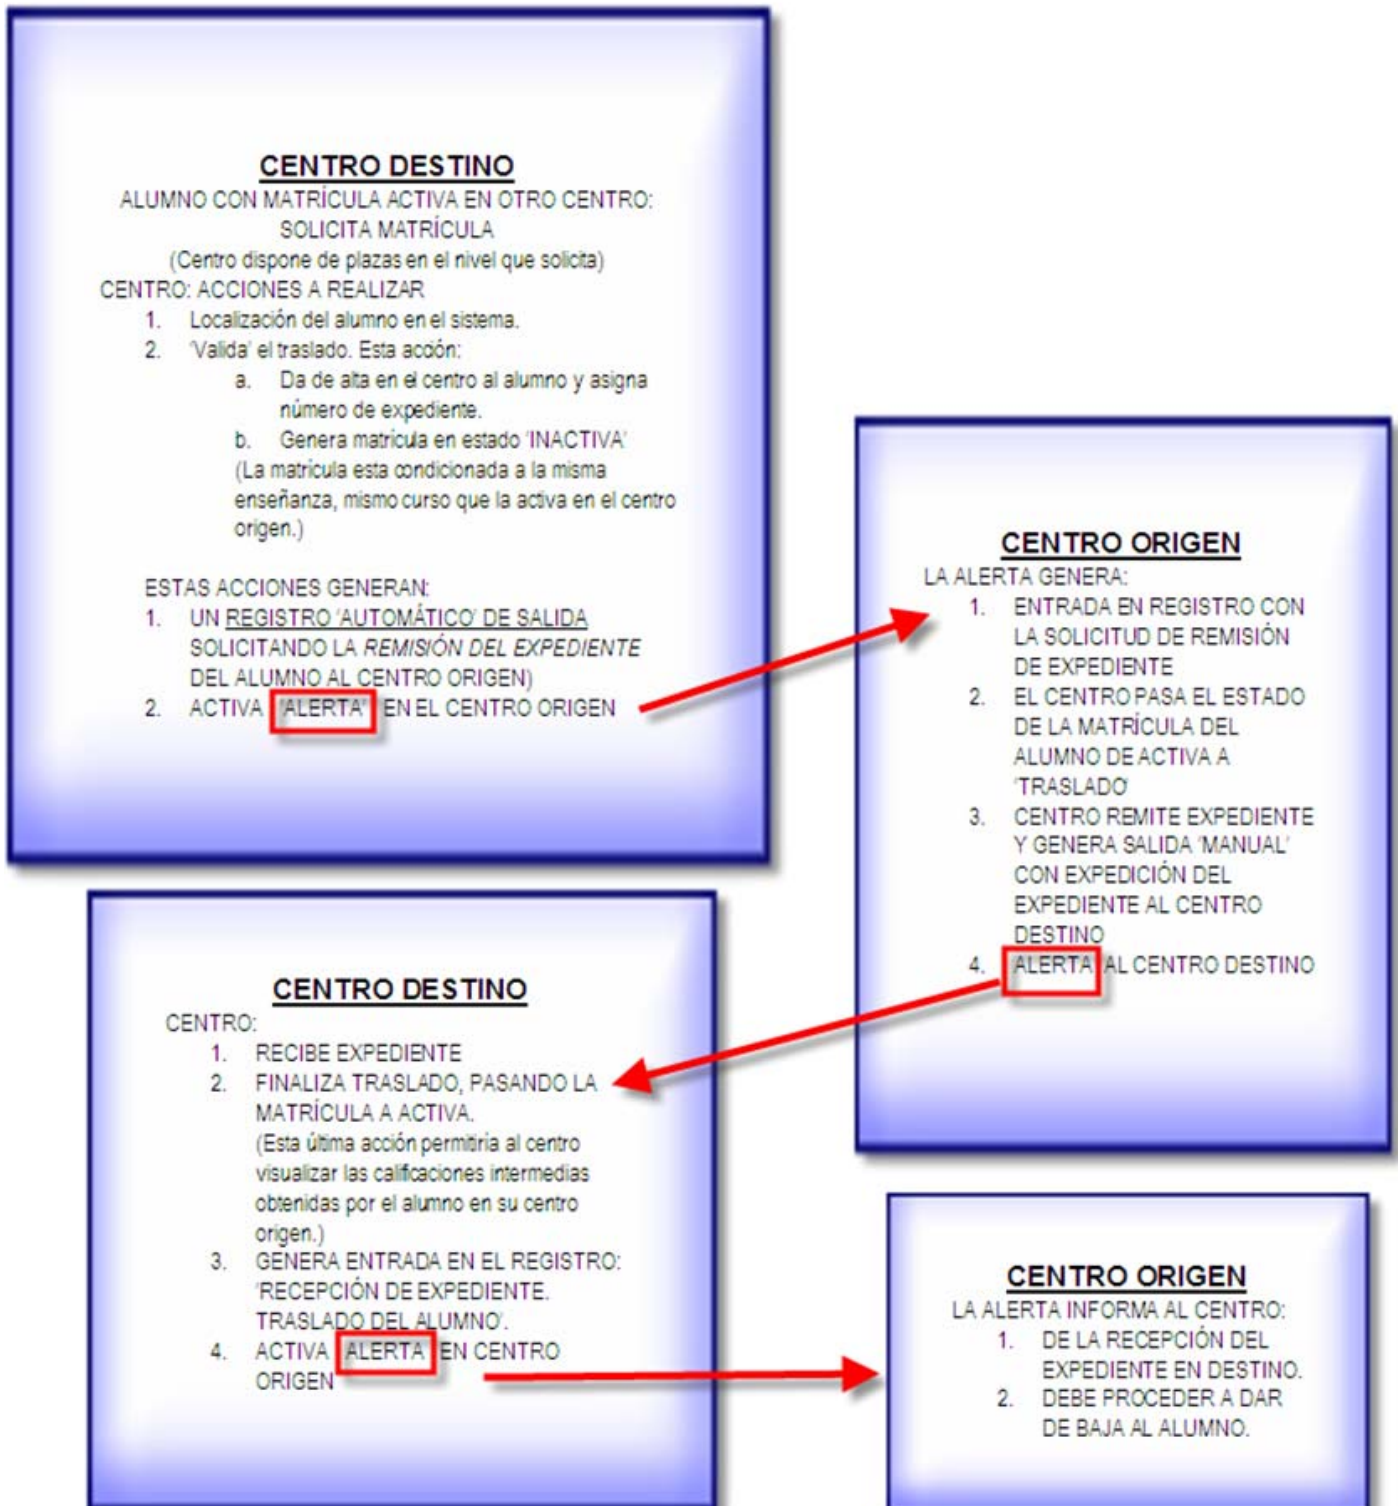 CENTRO DESTINO
ALUMNO CON MATRÍCULA ACTIVA EN OTRO CENTRO:
SOLICITA MATRÍCULA
(Centro dispone de plazas en el nivel que solicita)
CENTRO: ACCIONES A REALIZAR
1. Localización del alumno en el sistema.
2. 'Valida' el traslado. Esta acción:
a. Da de alta en el centro al alumno y asigna
número de expediente.
b. Genera matrícula en estado 'INACTIVA'
(La matrícula esta condicionada a la misma
enseñanza, mismo curso que la activa en el centro
origen.)
ESTAS ACCIONES GENERAN:
1. UN REGISTRO 'AUTOMÁTICO' DE SALIDA
SOLICITANDO LA REMISIÓN DEL EXPEDIENTE
DEL ALUMNO AL CENTRO ORIGEN)
2. ACTIVA 'ALERTA' EN EL CENTRO ORIGEN
CENTRO ORIGEN
LA ALERTA GENERA:
1. ENTRADA EN REGISTRO CON
LA SOLICITUD DE REMISIÓN
DE EXPEDIENTE
2. EL CENTRO PASA EL ESTADO
DE LA MATRÍCULA DEL
ALUMNO DE ACTIVA A
'TRASLADO'
3. CENTRO REMITE EXPEDIENTE
Y GENERA SALIDA 'MANUAL'
CON EXPEDICIÓN DEL
EXPEDIENTE AL CENTRO
DESTINO
4. ALERTA AL CENTRO DESTINO
CENTRO DESTINO
CENTRO:
1. RECIBE EXPEDIENTE
2. FINALIZA TRASLADO, PASANDO LA
MATRÍCULA A ACTIVA.
(Esta última acción permitiria al centro
visualizar las calificaciones intermedias
obtenidas por el alumno en su centro
origen.)
3. GENERA ENTRADA EN EL REGISTRO:
'RECEPCIÓN DE EXPEDIENTE.
TRASLADO DEL ALUMNO'.
4. ACTIVA ALERTA EN CENTRO
ORIGEN
CENTRO ORIGEN
LA ALERTA INFORMA AL CENTRO:
1. DE LA RECEPCIÓN DEL
EXPEDIENTE EN DESTINO.
2. DEBE PROCEDER A DAR
DE BAJA AL ALUMNO.